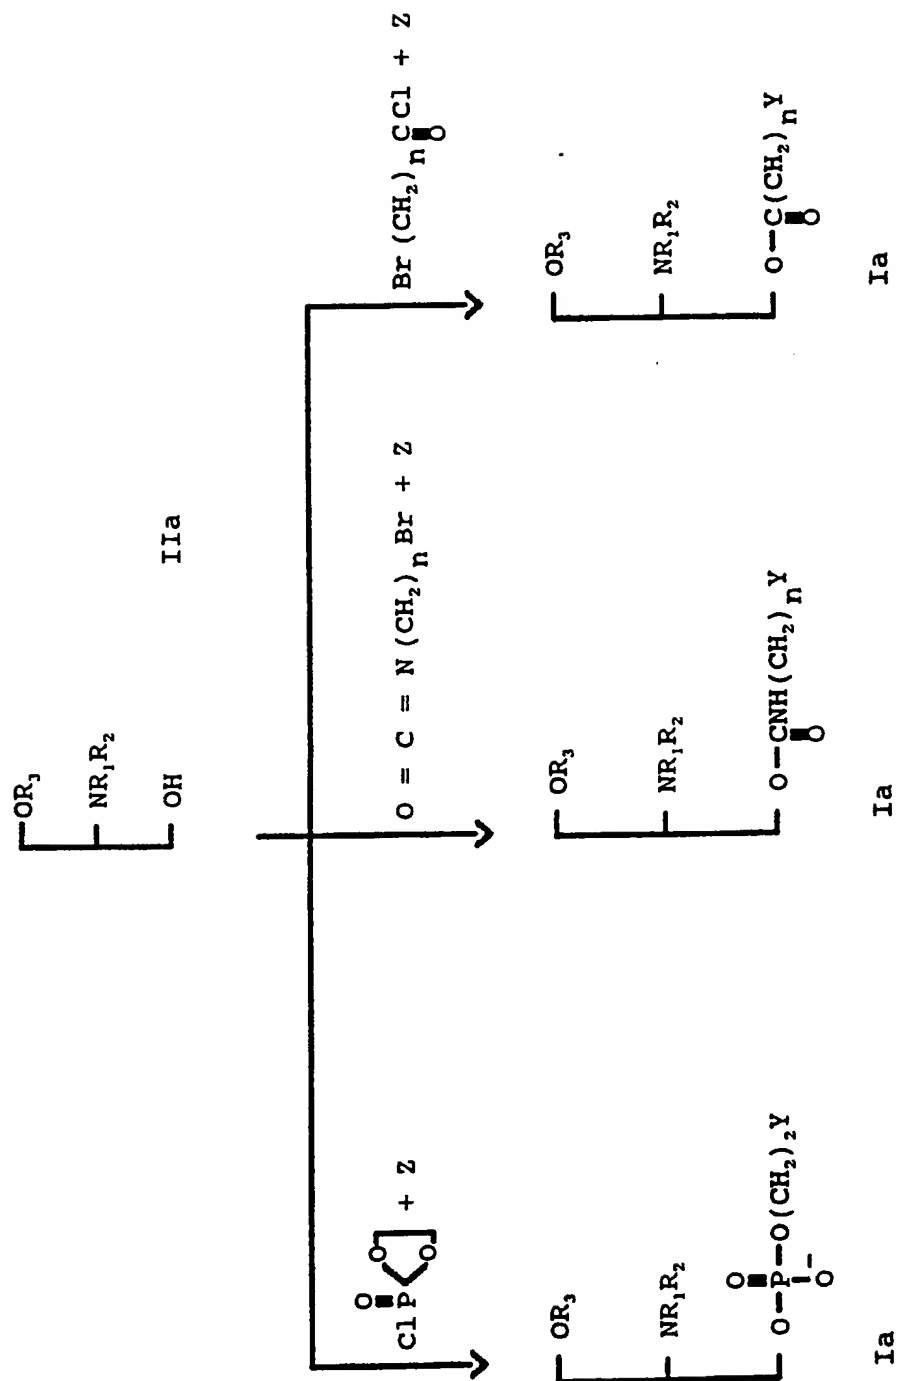 OR₃
NR₁R₂
OH
IIa
O
ClP
O
O
+ Z
O = C = N(CH₂)ₙBr + Z
Br(CH₂)ₙCCl + Z
O
OR₃
NR₁R₂
O
O—P—O(CH₂)₂Y
O⁻
Ia
OR₃
NR₁R₂
O—CNH(CH₂)ₙY
O
Ia
OR₃
NR₁R₂
O—C(CH₂)ₙY
O
Ia